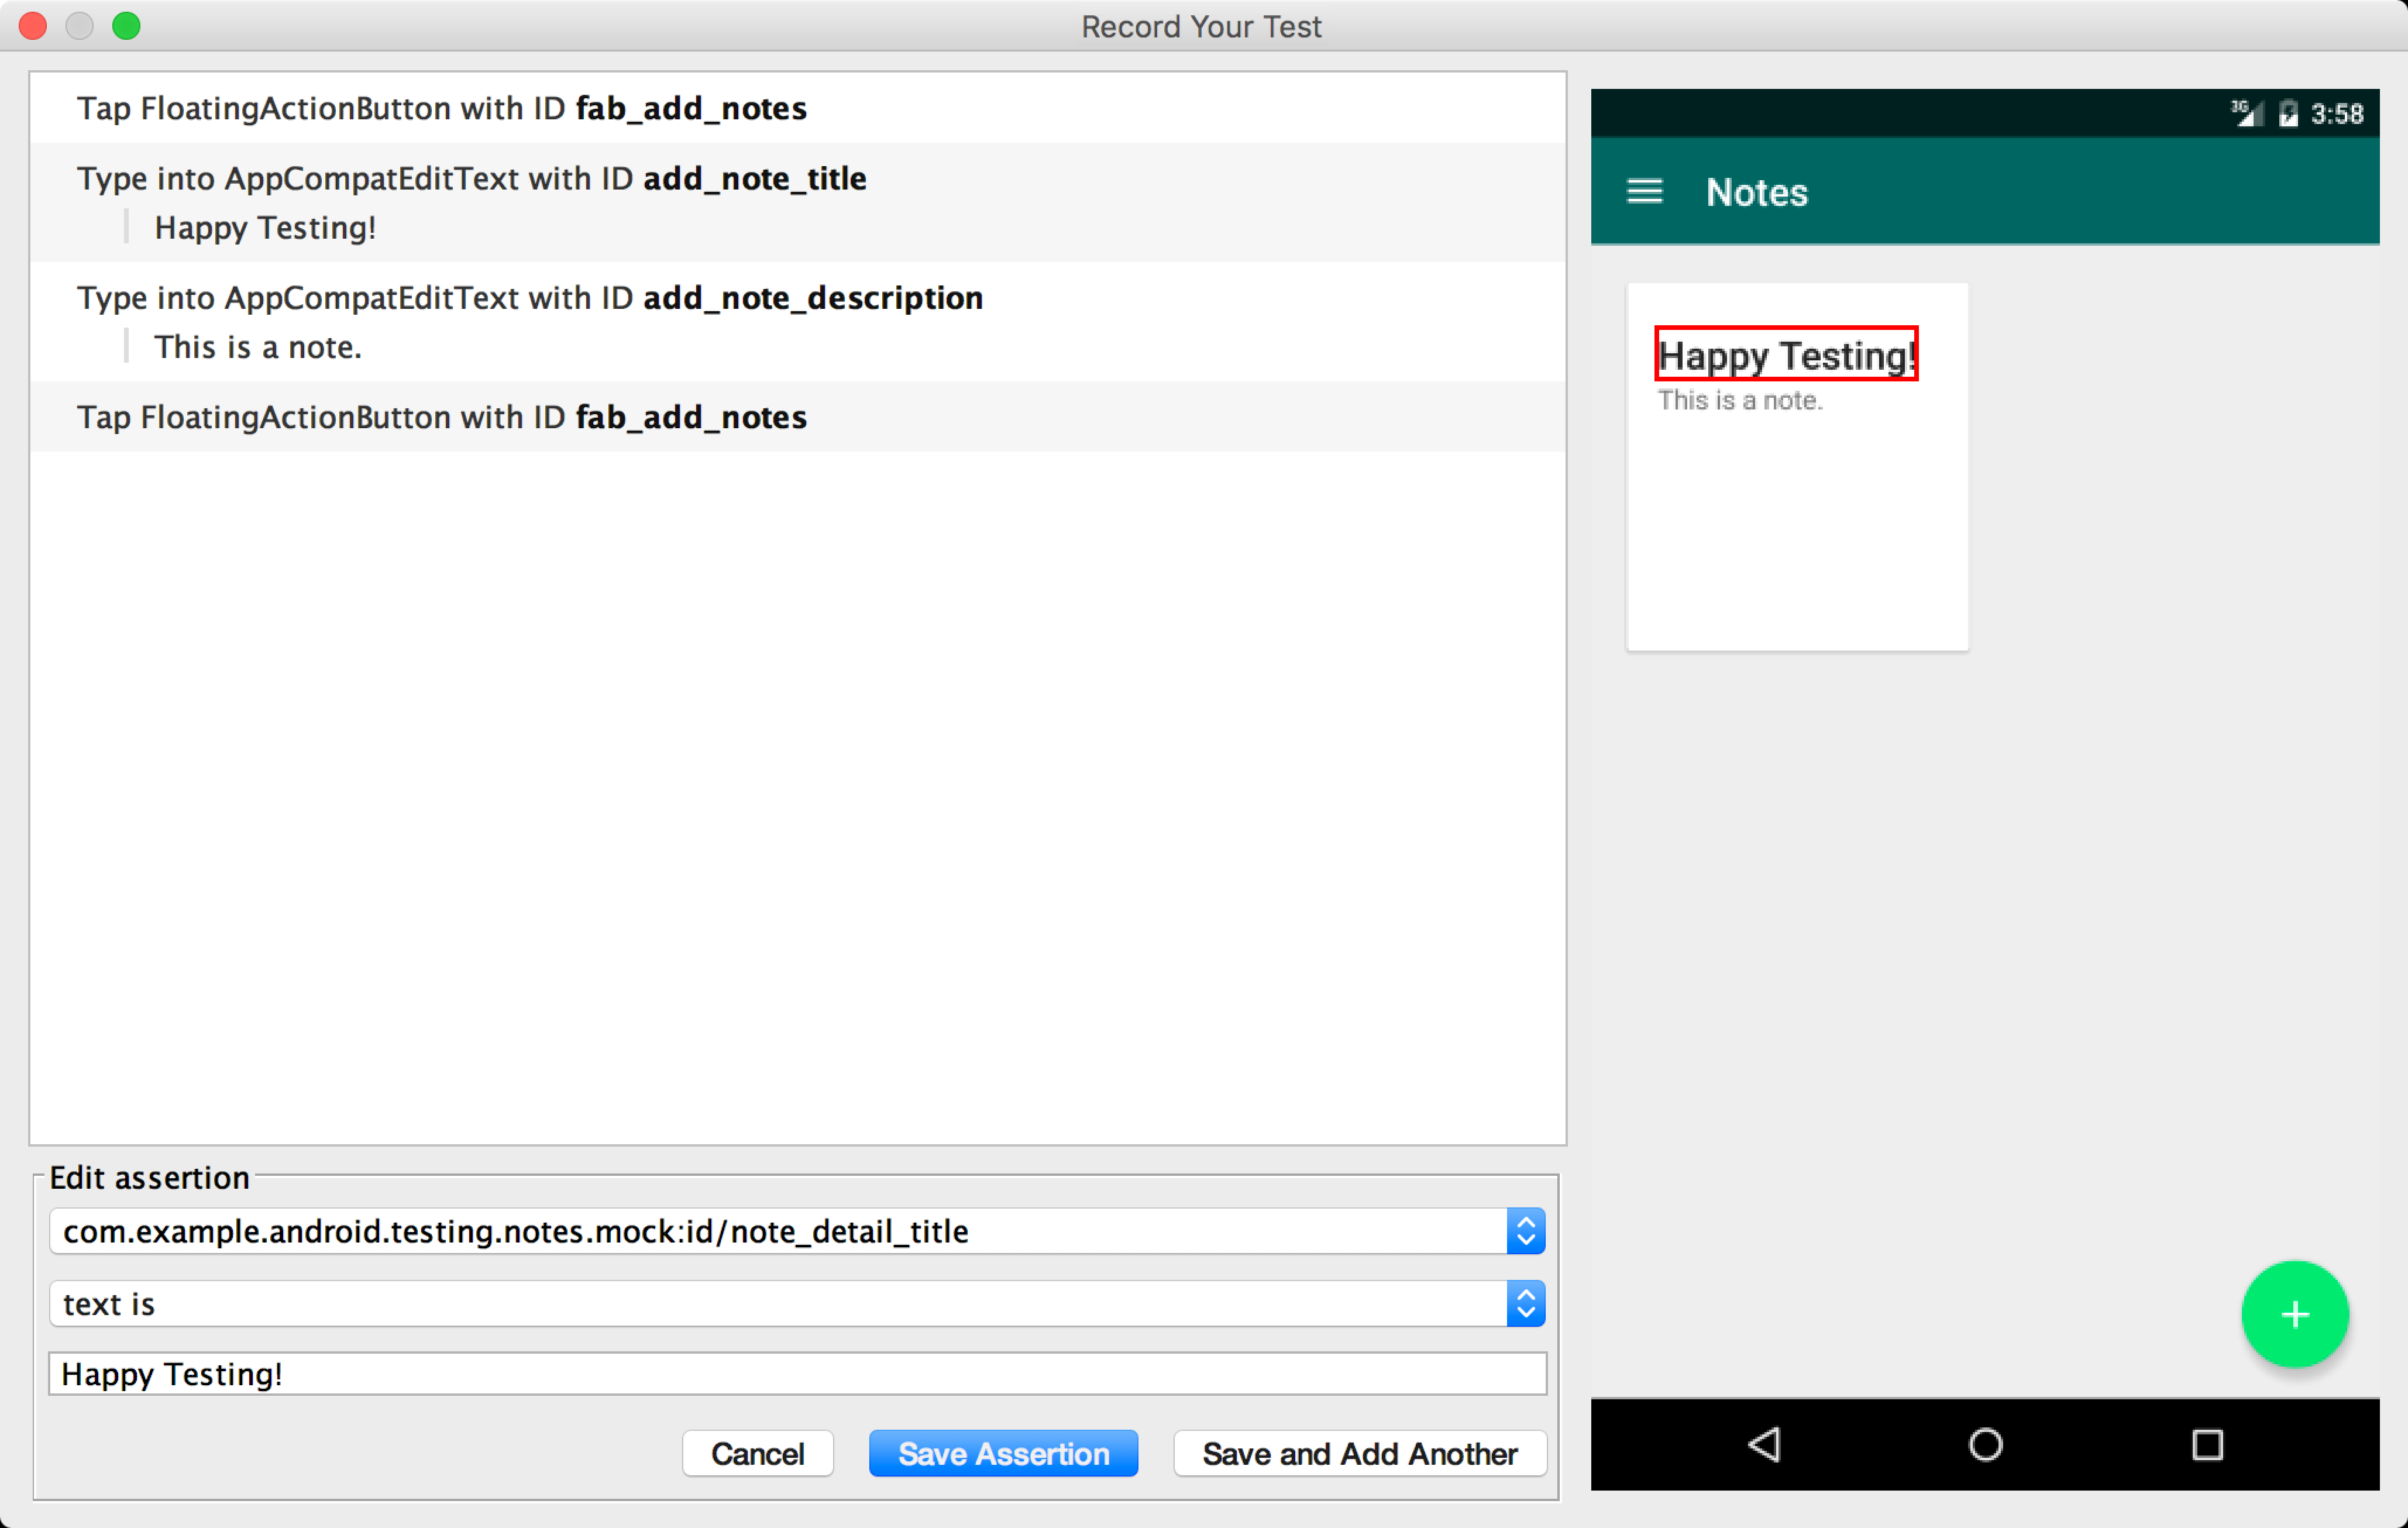 Record Your Test
Tap FloatingActionButton with ID fab_add_notes
Type into AppCompatEditText with ID add_note_title
Happy Testing!
Type into AppCompatEditText with ID add_note_description
This is a note.
Tap FloatingActionButton with ID fab_add_notes
Edit assertion
com.example.android.testing.notes.mock:id/note_detail_title
text is
Happy Testing!
Cancel
Save Assertion
Save and Add Another
3G
3:58
Notes
Happy Testing!
This is a note.